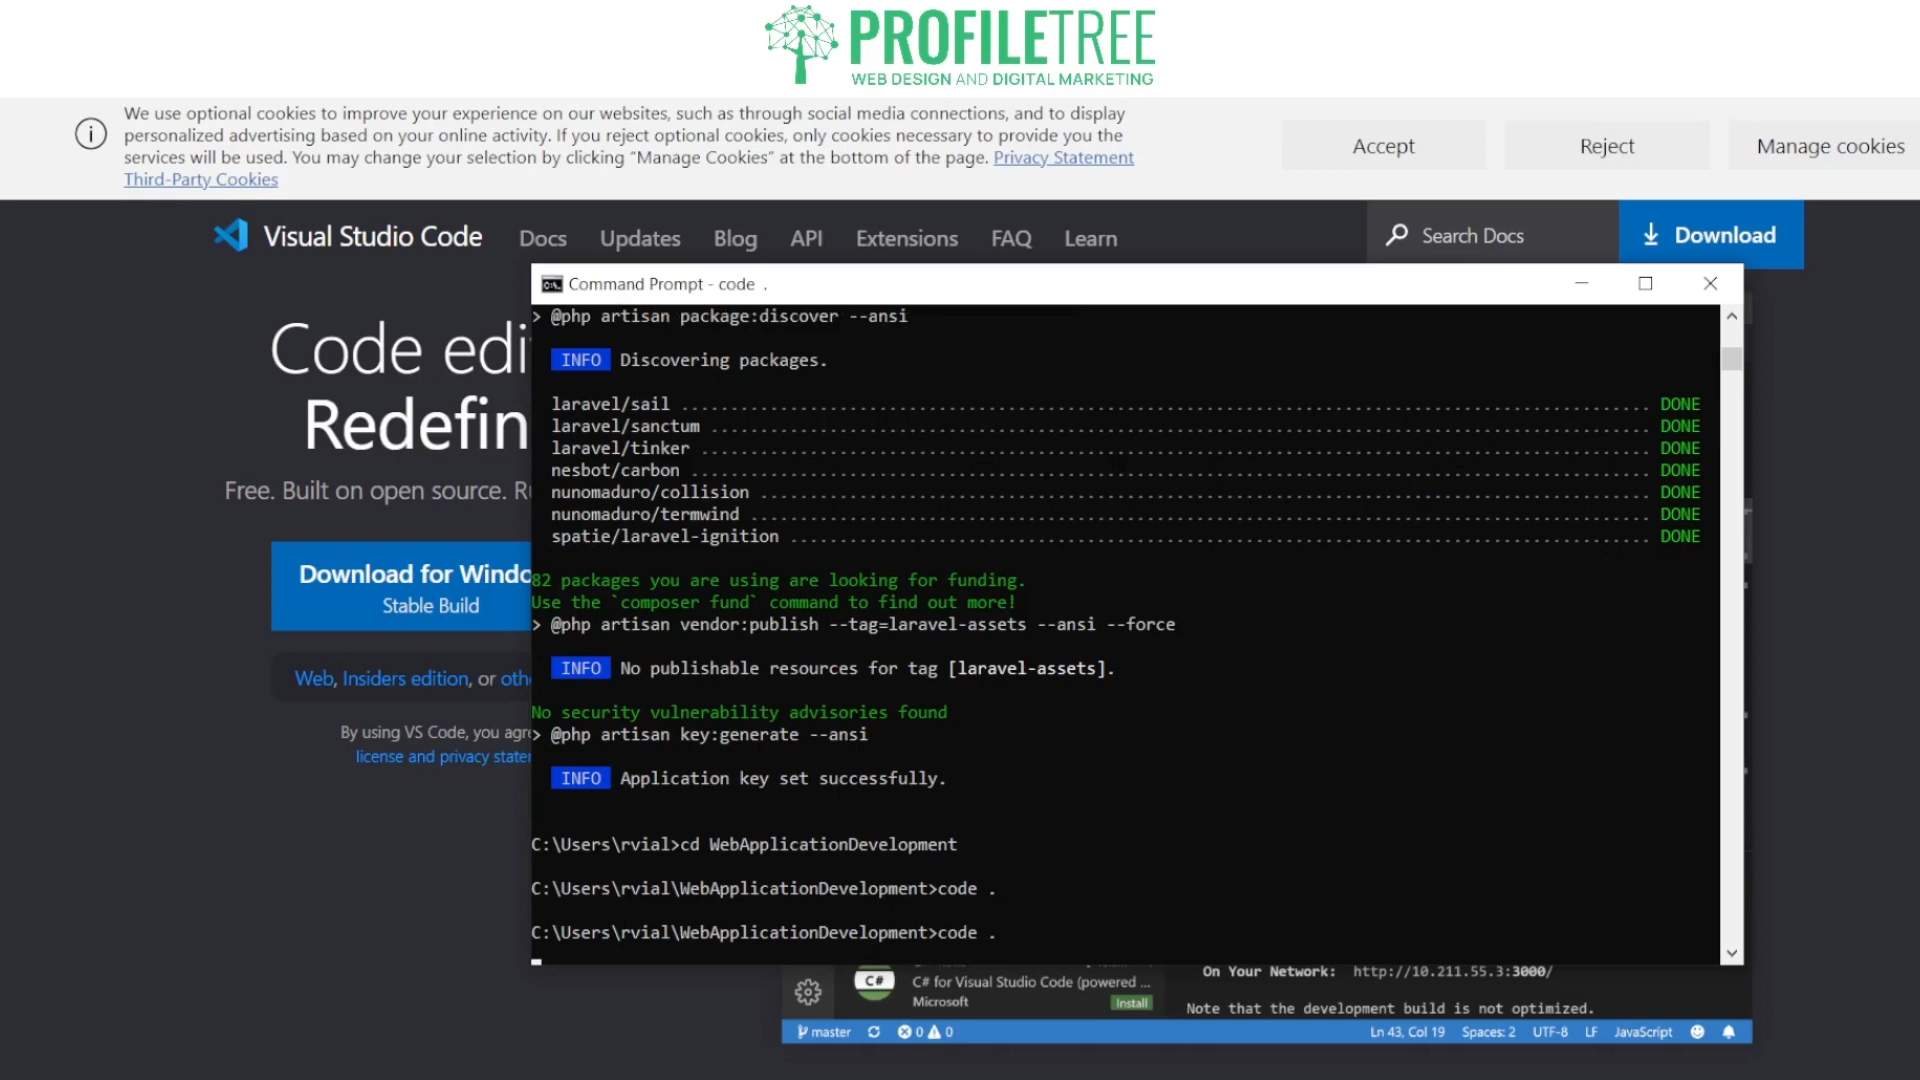 PROFILETREE
WEB DESIGN AND DIGITAL MARKETING
We use optional cookies to improve your experience on our websites, such as through social media connections, and to display
personalized advertising based on your online activity. If you reject optional cookies, only cookies necessary to provide you the
services will be used. You may change your selection by clicking “Manage Cookies” at the bottom of the page. Privacy Statement
Third-Party Cookies
Accept
Reject
Manage cookies
Visual Studio Code
Docs
Updates
Blog
API
Extensions
FAQ
Learn
Search Docs
Download
Code edi
Redefin
Free. Built on open source. R
Download for Windo
Stable Build
Web, Insiders edition, or oth
By using VS Code, you agre
license and privacy stater
Command Prompt - code .
> @php artisan package:discover --ansi
INFO Discovering packages.
laravel/sail ................................................................................................. DONE
laravel/sanctum .............................................................................................. DONE
laravel/tinker ............................................................................................... DONE
nesbot/carbon ................................................................................................ DONE
nunomaduro/collision ......................................................................................... DONE
nunomaduro/termwind .......................................................................................... DONE
spatie/laravel-ignition ...................................................................................... DONE
82 packages you are using are looking for funding.
Use the `composer fund` command to find out more!
> @php artisan vendor:publish --tag=laravel-assets --ansi --force
INFO No publishable resources for tag [laravel-assets].
No security vulnerability advisories found
> @php artisan key:generate --ansi
INFO Application key set successfully.
C:\Users\rvial>cd WebApplicationDevelopment
C:\Users\rvial\WebApplicationDevelopment>code .
C:\Users\rvial\WebApplicationDevelopment>code .
C#
C# for Visual Studio Code (powered ...
Microsoft
Install
On Your Network: http://10.211.55.3:3000/
Note that the development build is not optimized.
master
0
0
Ln 43, Col 19
Spaces: 2
UTF-8
LF
JavaScript